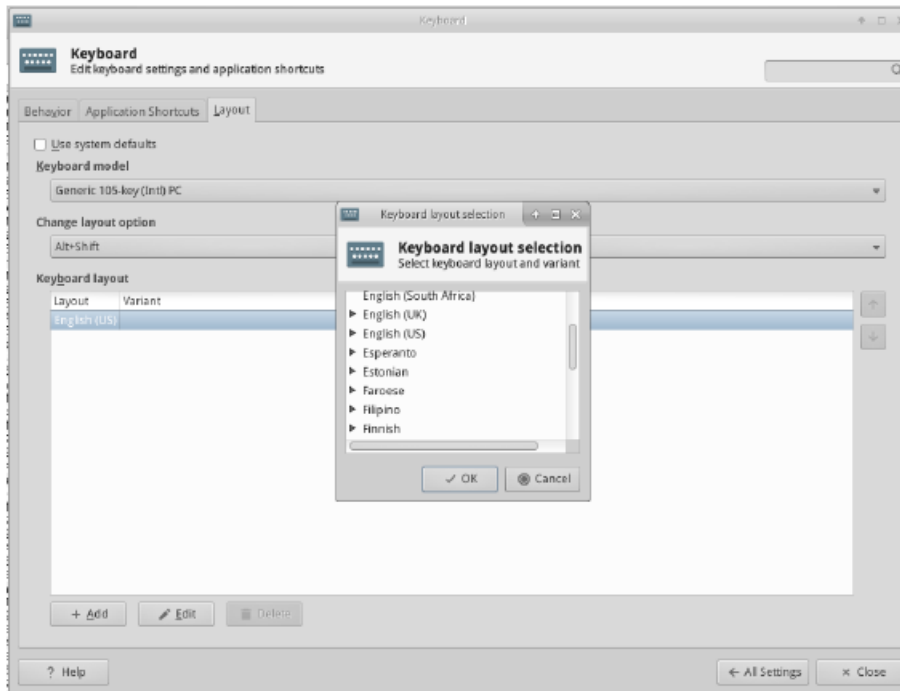 Keyboard
Keyboard
Edit keyboard settings and application shortcuts
Behavior Application Shortcuts Layout
Use system defaults
Keyboard model
Generic 105-key (Intl) PC
Change layout option
Alt+Shift
Keyboard layout
Layout Variant
English (US)
Keyboard layout selection
Keyboard layout selection
Select keyboard layout and variant
English (South Africa)
English (UK)
English (US)
Esperanto
Estonian
Faroese
Filipino
Finnish
OK Cancel
+ Add Edit Delete
? Help ← All Settings × Close